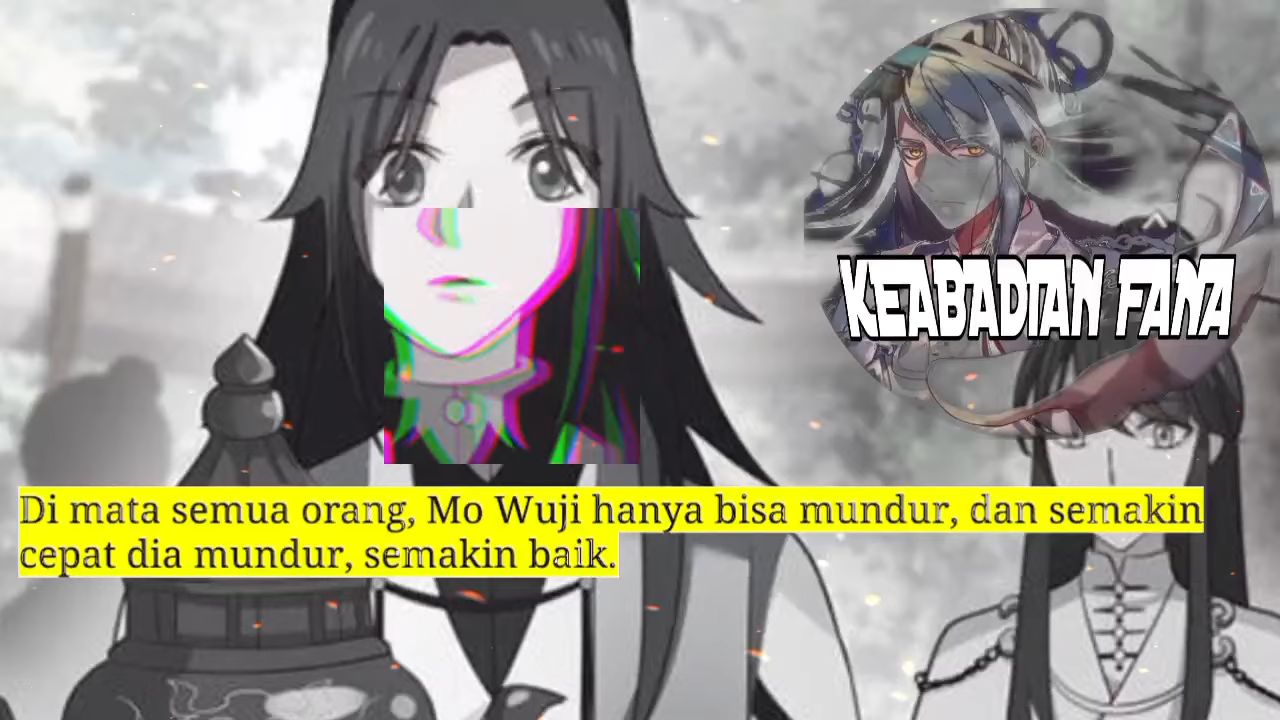 KEABADIAN FANA
Di mata semua orang, Mo Wuji hanya bisa mundur, dan semakin
cepat dia mundur, semakin baik.